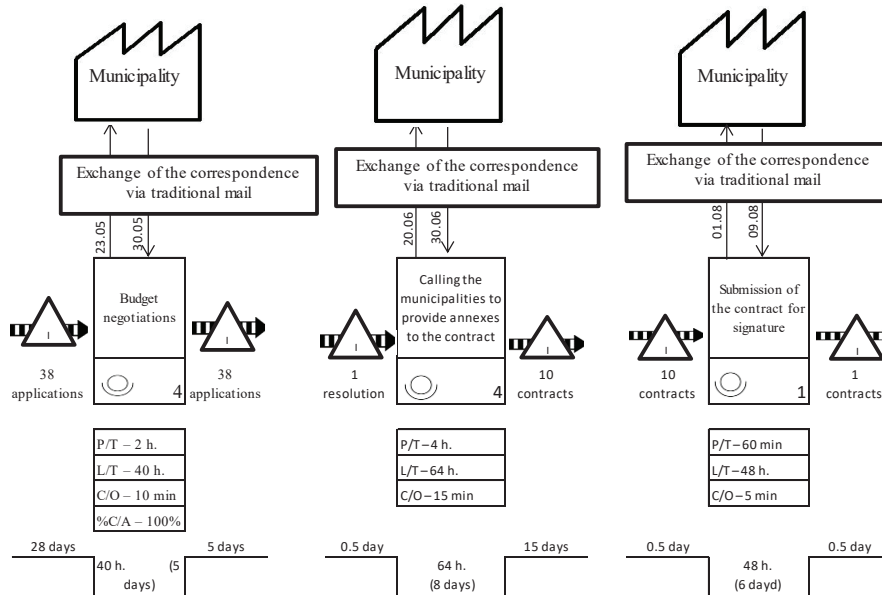 Municipality
Exchange of the correspondence
via traditional mail
23.05
30.05
Budget
negotiations
4
I
38
applications
I
38
applications
P/T – 2 h.
L/T – 40 h.
C/O – 10 min
%C/A – 100%
28 days
40 h. (5
days)
5 days
Municipality
Exchange of the correspondence
via traditional mail
20.06
30.06
Calling the
municipalities to
provide annexes
to the contract
4
I
1
resolution
I
10
contracts
P/T–4 h.
L/T–64 h.
C/O–15 min
0.5 day
64 h.
(8 days)
15 days
Municipality
Exchange of the correspondence
via traditional mail
01.08
09.08
Submission of
the contract for
signature
1
I
10
contracts
I
1
contracts
P/T–60 min
L/T–48 h.
C/O–5 min
0.5 day
48 h.
(6 dayd)
0.5 day